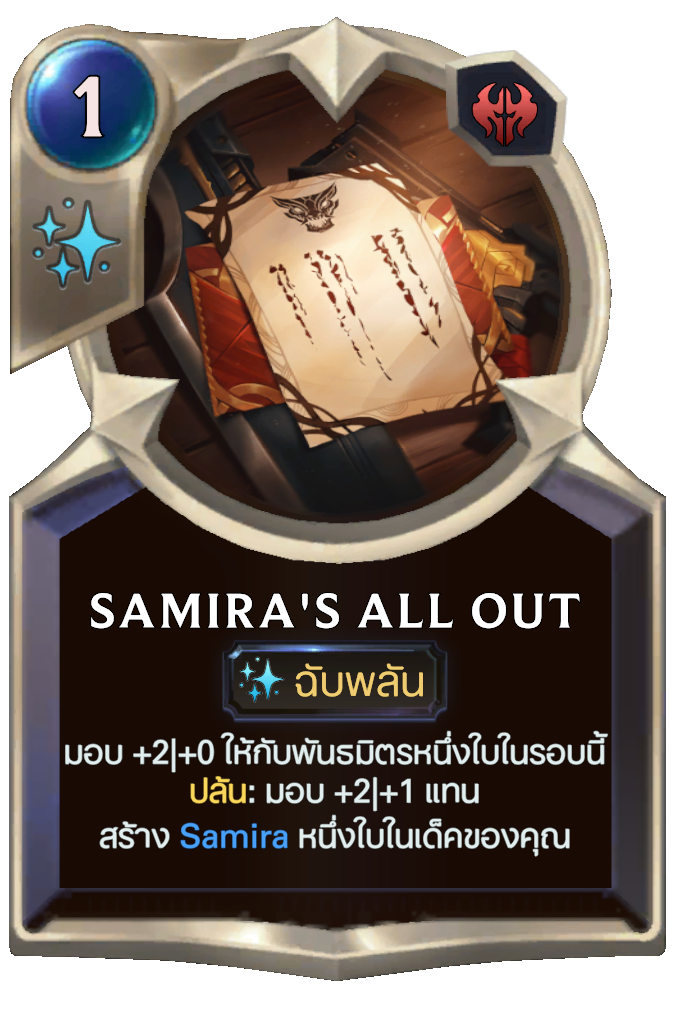 1
SAMIRA'S ALL OUT
ฉับพลัน
มอบ +2|+0 ให้กับพันธมิตรหนึ่งใบในรอบนี้
ปล้น: มอบ +2|+1 แทน
สร้าง Samira หนึ่งใบในเด็คของคุณ